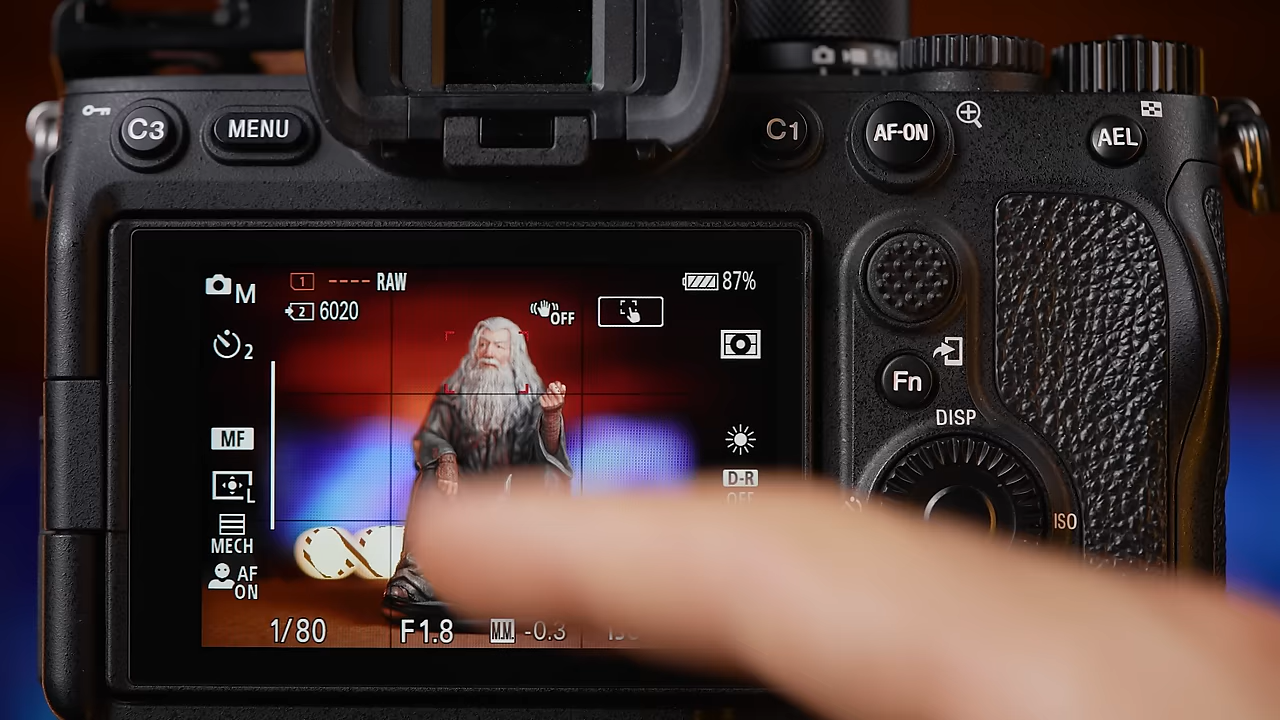 C3
MENU
C1
AF-ON
AEL
M
1 ---- RAW
87%
2 6020
OFF
2
Fn
DISP
MF
D-R
OFF
L
ISO
MECH
AF
ON
1/80
F1.8
M.M. -0.3